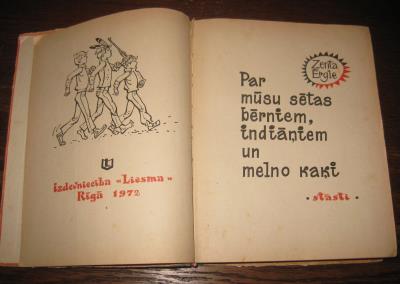 izdevniecība «Liesma»
Rīgā 1972
Zenta
Ērgle
Par
mūsu sētas
bērniem,
indiāņiem
un
melno kaķi
• stāsti •